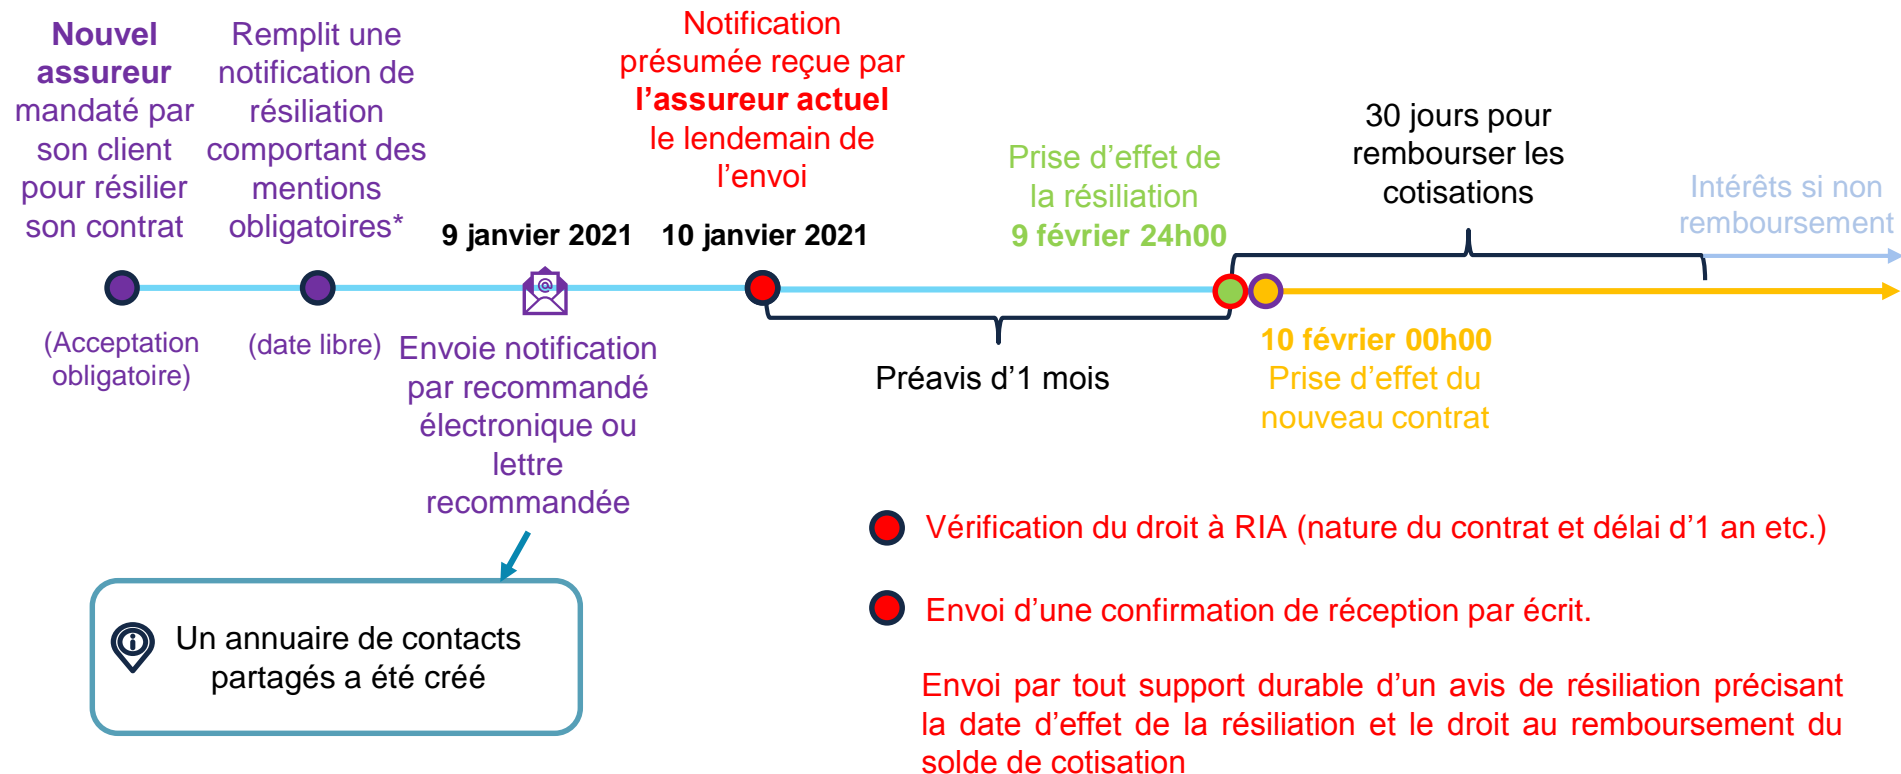 Nouvel
assureur
mandaté par
son client
pour résilier
son contrat
(Acceptation
obligatoire)
Remplit une
notification de
résiliation
comportant des
mentions
obligatoires*
(date libre)
9 janvier 2021
@
Envoie notification
par recommandé
électronique ou
lettre
recommandée
Un annuaire de contacts
partagés a été créé
Notification
présumée reçue par
l’assureur actuel
le lendemain de
l’envoi
10 janvier 2021
Préavis d’1 mois
Prise d’effet de
la résiliation
9 février 24h00
10 février 00h00
Prise d’effet du
nouveau contrat
30 jours pour
rembourser les
cotisations
Intérêts si non
remboursement
Vérification du droit à RIA (nature du contrat et délai d’1 an etc.)
Envoi d’une confirmation de réception par écrit.
Envoi par tout support durable d’un avis de résiliation précisant
la date d’effet de la résiliation et le droit au remboursement du
solde de cotisation